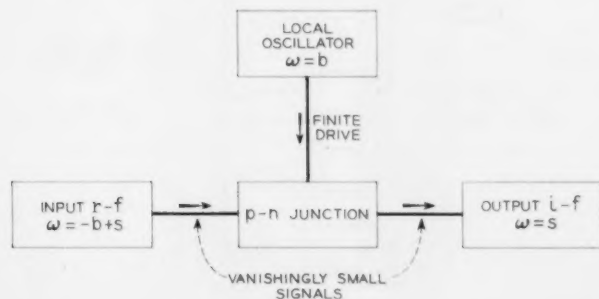 LOCAL
OSCILLATOR
ω=b
FINITE
DRIVE
INPUT r-f
ω=-b+s
p-n JUNCTION
OUTPUT i-f
ω=s
VANISHINGLY SMALL
SIGNALS